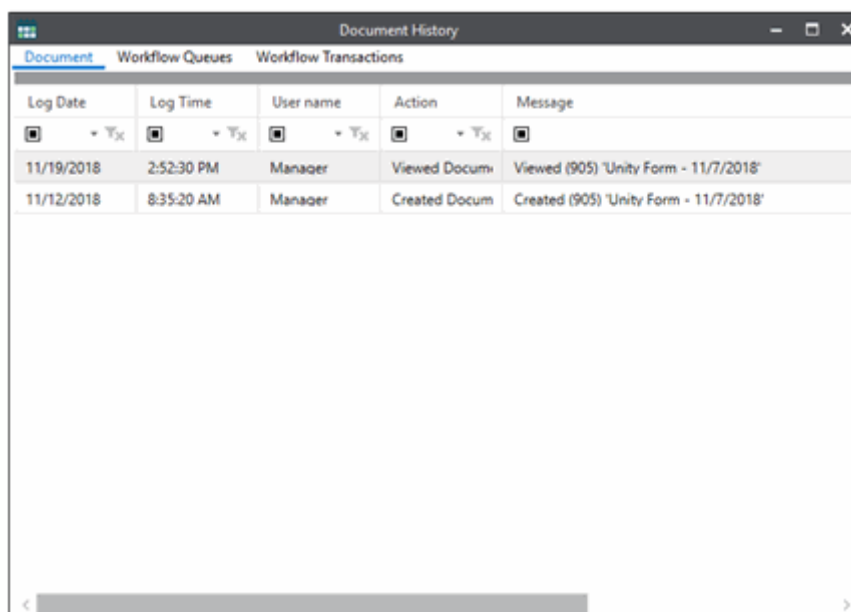 Document History
Document Workflow Queues Workflow Transactions
Log Date Log Time User name Action Message
11/19/2018 2:52:30 PM Manager Viewed Docum Viewed (905) 'Unity Form - 11/7/2018'
11/12/2018 8:35:20 AM Manager Created Docum Created (905) 'Unity Form - 11/7/2018'